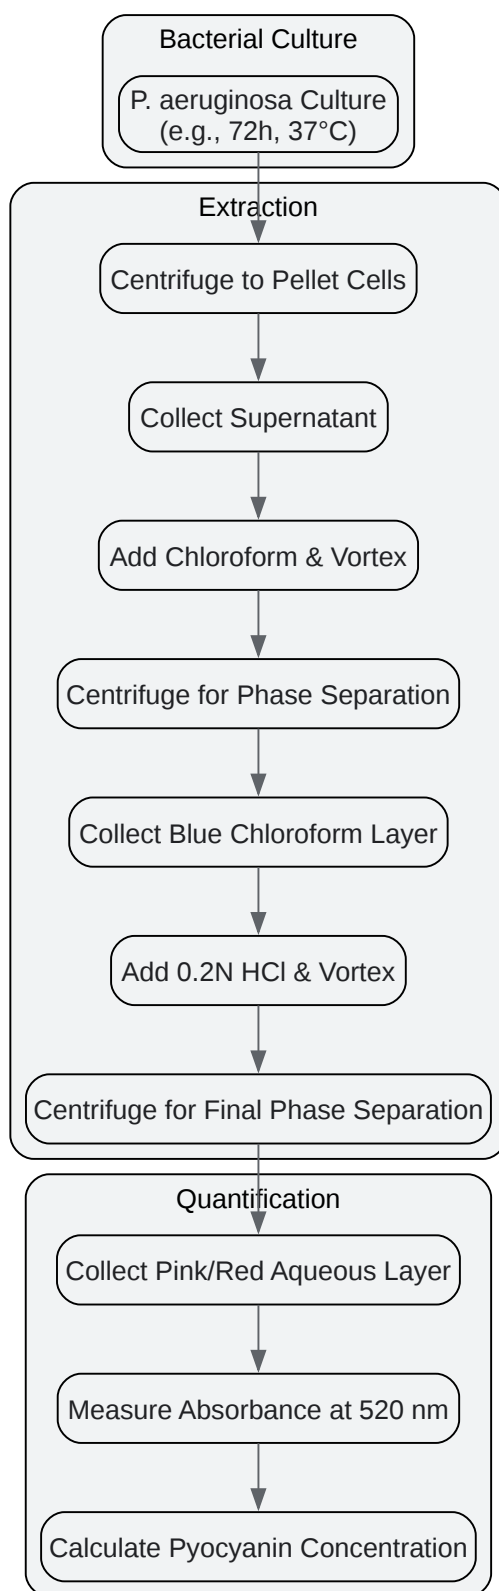 Bacterial Culture
P. aeruginosa Culture
(e.g., 72h, 37°C)
Extraction
Centrifuge to Pellet Cells
Collect Supernatant
Add Chloroform & Vortex
Centrifuge for Phase Separation
Collect Blue Chloroform Layer
Add 0.2N HCl & Vortex
Centrifuge for Final Phase Separation
Quantification
Collect Pink/Red Aqueous Layer
Measure Absorbance at 520 nm
Calculate Pyocyanin Concentration